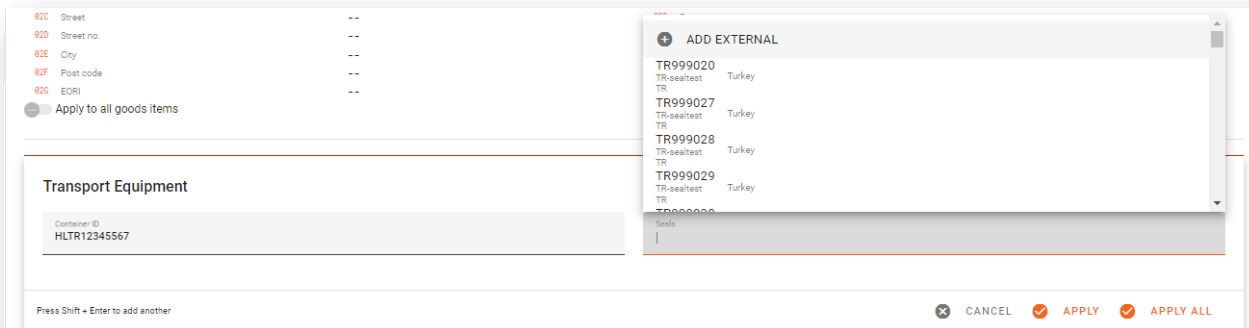 02C Street --
02D Street no. --
02E City --
02F Post code --
02G EORI --
Apply to all goods items
ADD EXTERNAL
TR999020
TR-sealtest Turkey
TR
TR999027
TR-sealtest Turkey
TR
TR999028
TR-sealtest Turkey
TR
TR999029
TR-sealtest Turkey
TR
Transport Equipment
Container ID
HLTR12345567
Seals
Press Shift + Enter to add another
CANCEL APPLY APPLY ALL